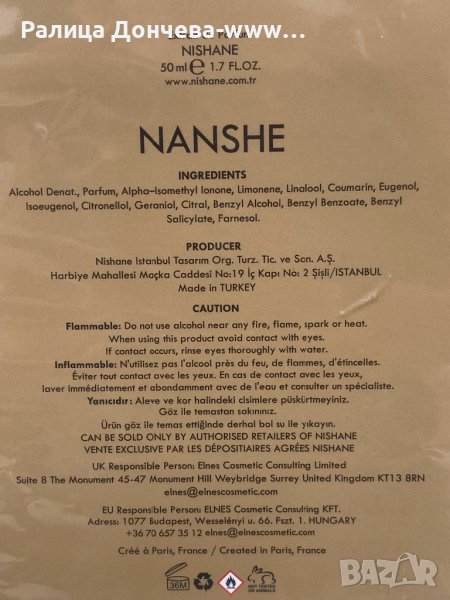 Ралица Дончева---https://www....
NISHANE
50 ml ℮ 1.7 FL.OZ.
www.nishane.com.tr
NANSHE
INGREDIENTS
Alcohol Denat., Parfum, Alpha-isomethyl Ionone, Limonene, Linalool, Coumarin, Eugenol,
Isoeugenol, Citronellol, Geraniol, Citral, Benzyl Alcohol, Benzyl Benzoate, Benzyl
Salicylate, Farnesol.
PRODUCER
Nishane Istanbul Tasarım Org. Turz. Tic. ve San. A.Ş.
Harbiye Mahallesi Maçka Caddesi No:19 İç Kapı No: 2 Şişli/ISTANBUL
Made in TURKEY
CAUTION
Flammable: Do not use alcohol near any fire, flame, spark or heat.
When using this product avoid contact with eyes.
If contact occurs, rinse eyes thoroughly with water.
Inflammable: N'utilisez pas l'alcool près du feu, de flammes, d'étincelles.
Éviter tout contact avec les yeux. En cas de contact avec les yeux,
laver immédiatement et abondamment avec de l'eau et consulter un spécialiste.
Yanıcıdır: Aleve ve kor halindeki cisimlere püskürtmeyiniz.
Göz ile temastan sakınınız.
Ürün göz ile temas ettiğinde derhal bol su ile yıkayın.
CAN BE SOLD ONLY BY AUTHORISED RETAILERS OF NISHANE
VENTE EXCLUSIVE PAR LES DÉPOSITAIRES AGRÉES NISHANE
UK Responsible Person: Elnes Cosmetic Consulting Limited
Suite 8 The Monument 45-47 Monument Hill Weybridge Surrey United Kingdom KT13 8RN
elnes@elnescosmetic.com
EU Responsible Person: ELNES Cosmetic Consulting KFT.
Adress: 1077 Budapest, Wesselényi u. 66. Fszt. 1. HUNGARY
+36 70 657 35 12 elnes@elnescosmetic.com
Créé à Paris, France / Created in Paris, France
36M
NOT TESTED
ON ANIMALS
BAZAR